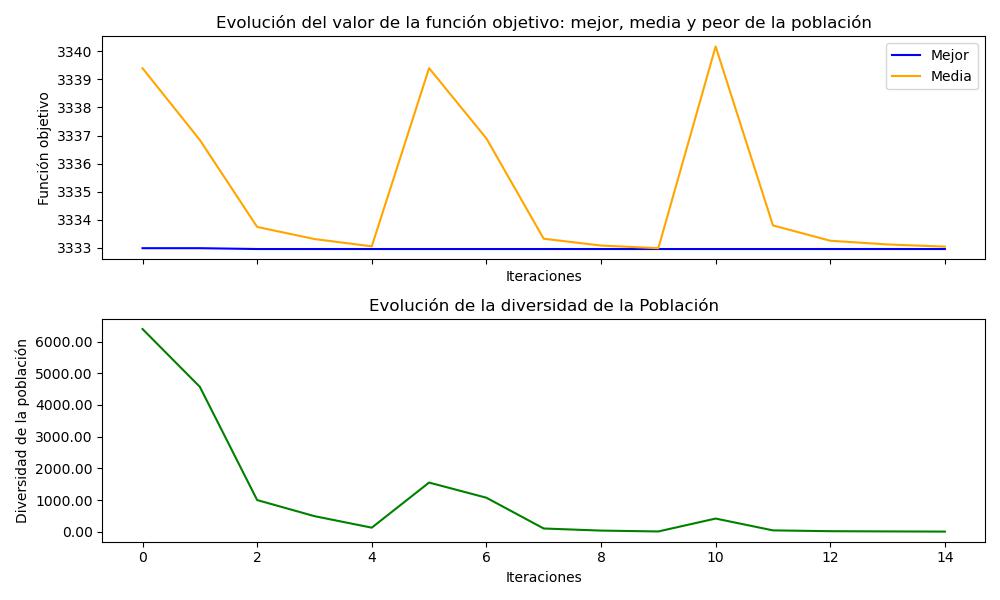 Evolución del valor de la función objetivo: mejor, media y peor de la población
Función objetivo
3340
3339
3338
3337
3336
3335
3334
3333
Mejor
Media
Iteraciones
Evolución de la diversidad de la Población
Diversidad de la población
6000.00
5000.00
4000.00
3000.00
2000.00
1000.00
0.00
0 2 4 6 8 10 12 14
Iteraciones